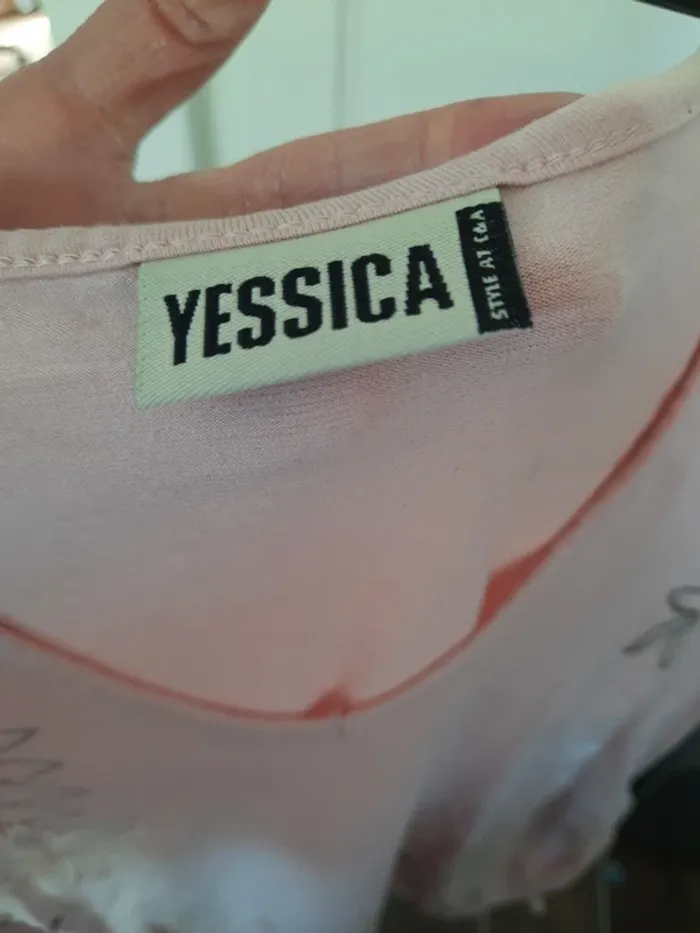 YESSICA
STYLE AT C&A